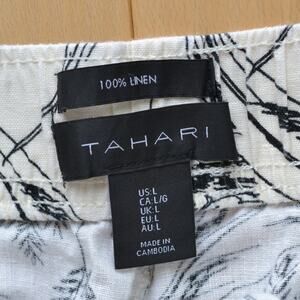 100% LINEN
TAHARI
US:L
CA:L/G
UK:L
EU:L
AU:L
MADE IN
CAMBODIA